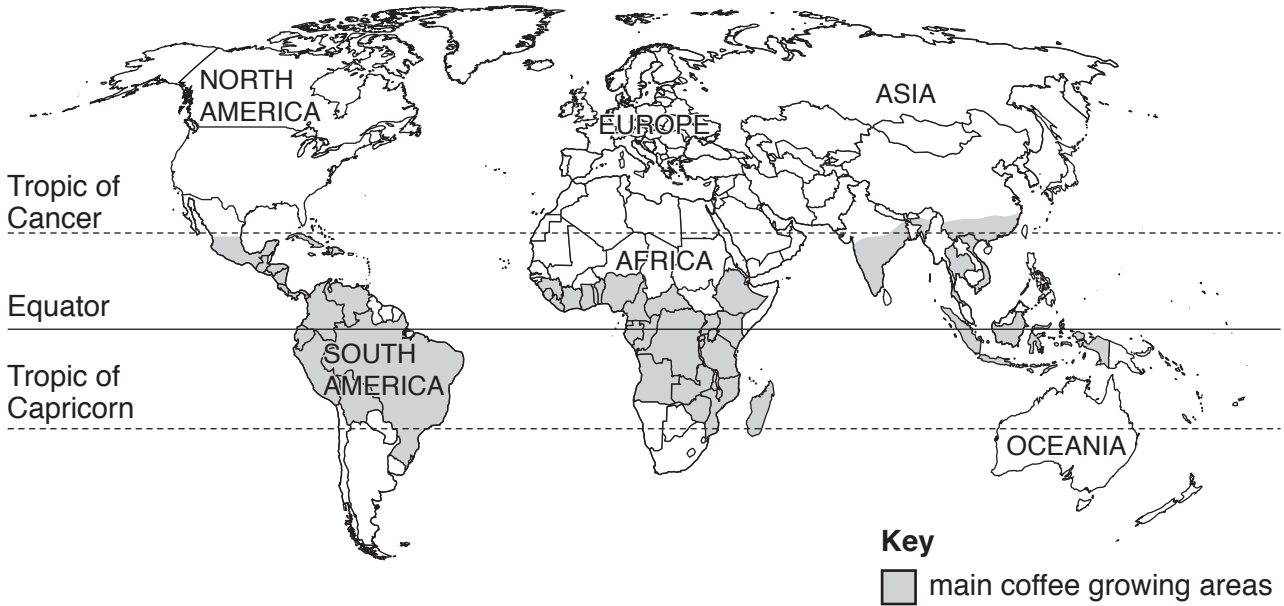 NORTH
AMERICA
ASIA
EUROPE
Tropic of
Cancer
AFRICA
Equator
SOUTH
AMERICA
Tropic of
Capricorn
OCEANIA
Key
main coffee growing areas